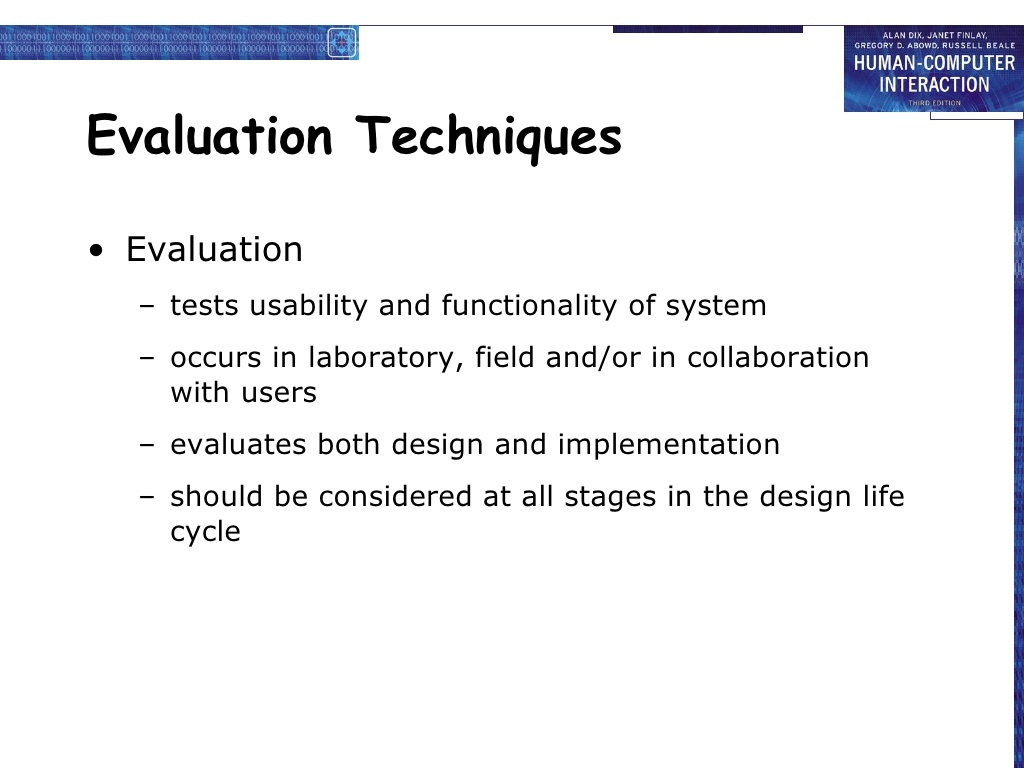 ALAN DIX, JANET FINLAY,
GREGORY D. ABOWD, RUSSELL BEALE
HUMAN-COMPUTER
INTERACTION
THIRD EDITION
Evaluation Techniques
• Evaluation
– tests usability and functionality of system
– occurs in laboratory, field and/or in collaboration
with users
– evaluates both design and implementation
– should be considered at all stages in the design life
cycle